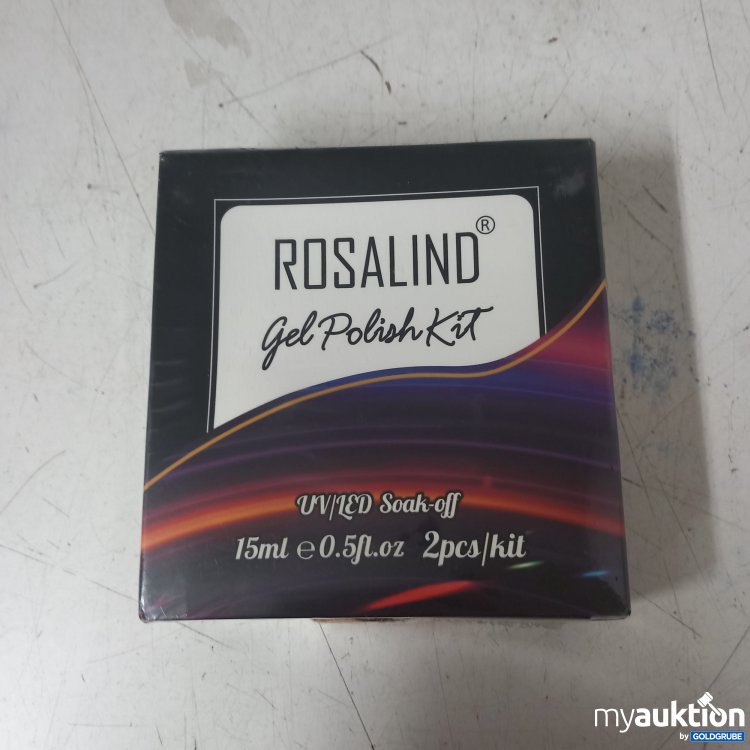 ROSALIND®
Gel Polish Kit
UV/LED Soak-off
15ml ℮ 0.5fl.oz 2pcs/kit
myauktion
by GOLDGRUBE